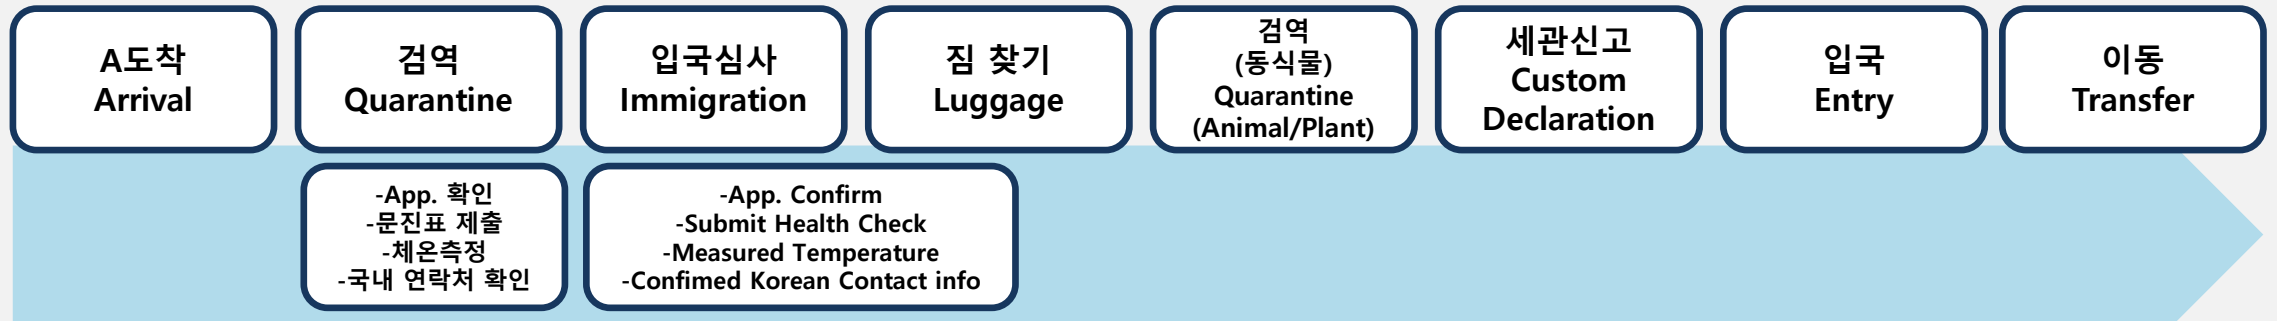 A도착
Arrival
검역
Quarantine
입국심사
Immigration
짐 찾기
Luggage
검역
(동식물)
Quarantine
(Animal/Plant)
세관신고
Custom
Declaration
입국
Entry
이동
Transfer
-App. 확인
-문진표 제출
-체온측정
-국내 연락처 확인
-App. Confirm
-Submit Health Check
-Measured Temperature
-Confimed Korean Contact info